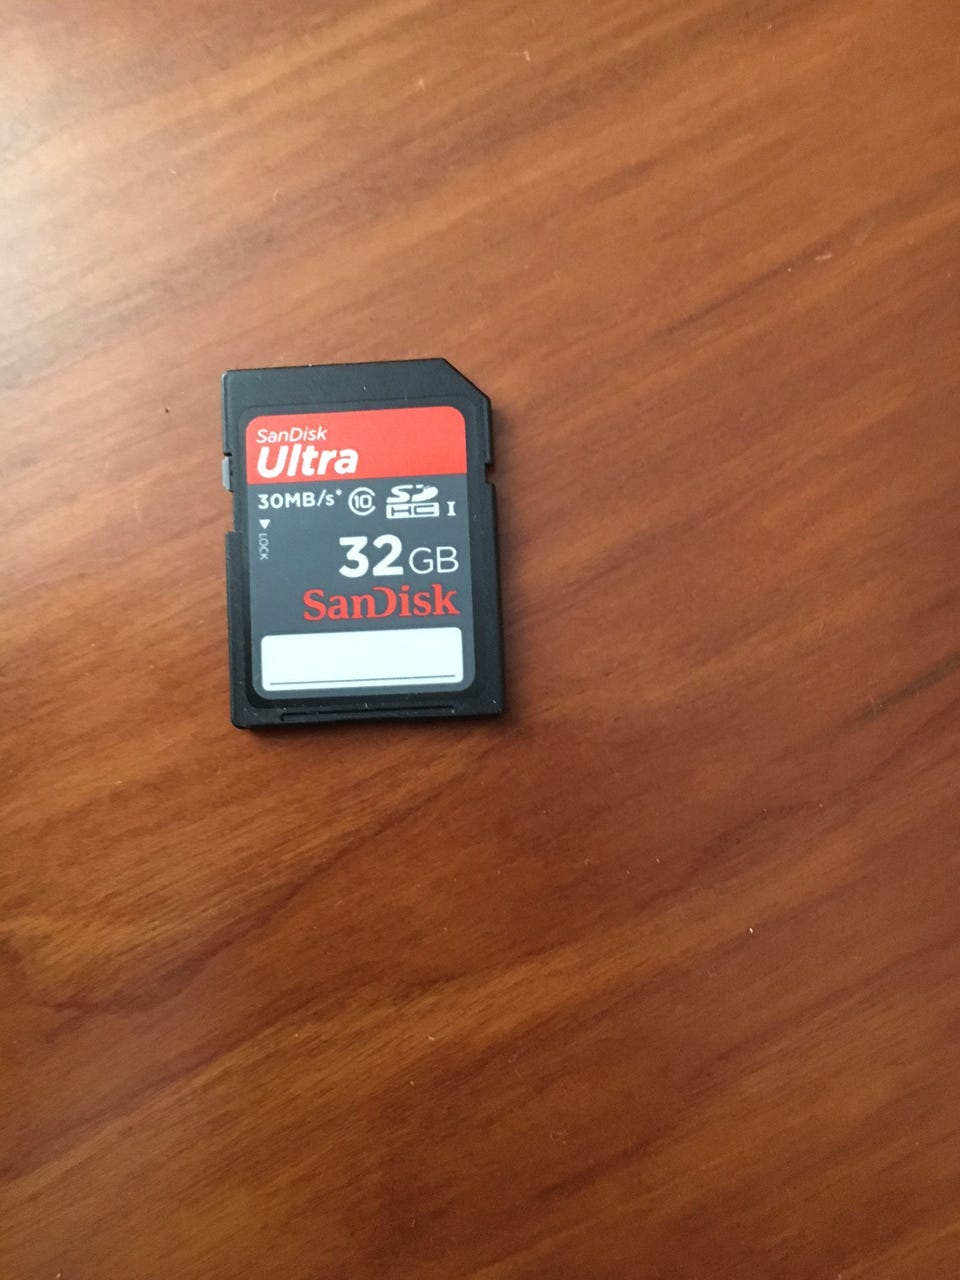 SanDisk
Ultra
30MB/s* 10 SD HC I
LOCK
32GB
SanDisk